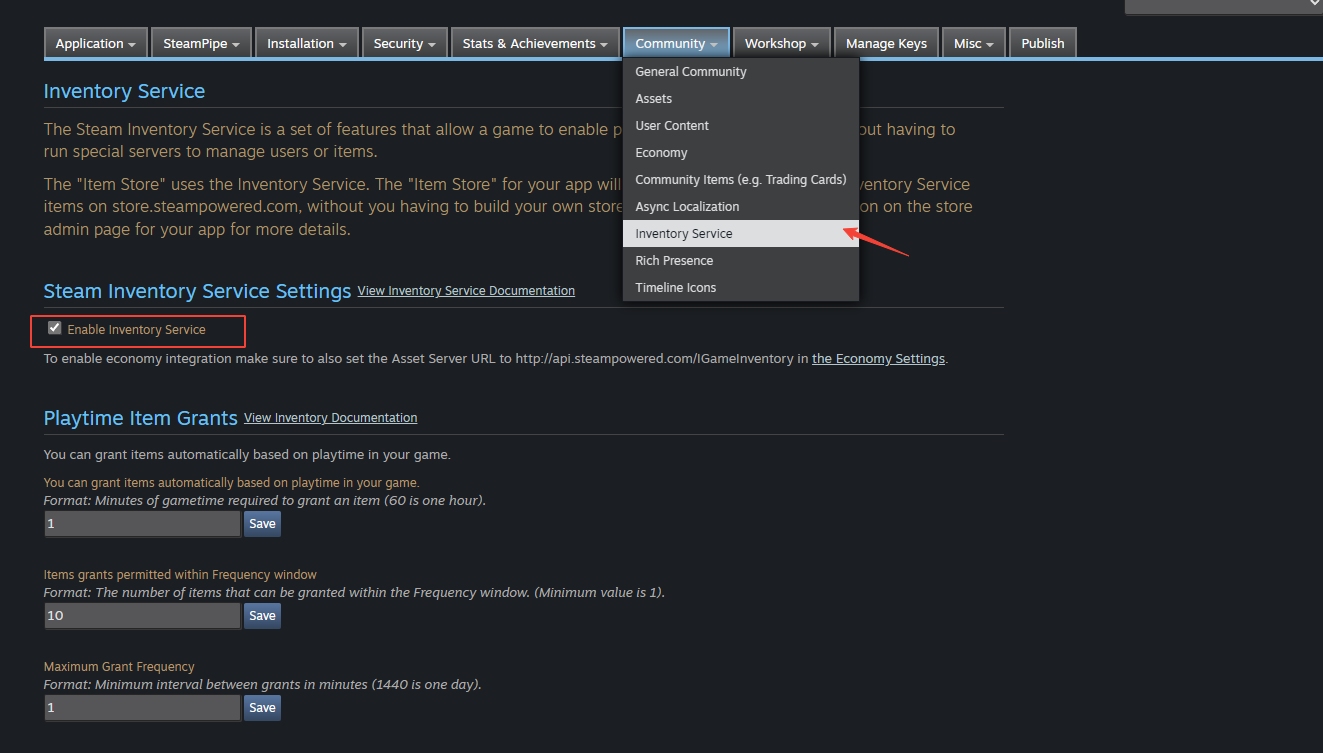 Application
SteamPipe
Installation
Security
Stats & Achievements
Community
Workshop
Manage Keys
Misc
Publish
General Community
Assets
User Content
Economy
Community Items (e.g. Trading Cards)
Async Localization
Inventory Service
Rich Presence
Timeline Icons
Inventory Service
The Steam Inventory Service is a set of features that allow a game to enable p out having to
run special servers to manage users or items.
The "Item Store" uses the Inventory Service. The "Item Store" for your app will ventory Service
items on store.steampowered.com, without you having to build your own store on on the store
admin page for your app for more details.
Steam Inventory Service Settings View Inventory Service Documentation
Enable Inventory Service
To enable economy integration make sure to also set the Asset Server URL to http://api.steampowered.com/IGameInventory in the Economy Settings.
Playtime Item Grants View Inventory Documentation
You can grant items automatically based on playtime in your game.
You can grant items automatically based on playtime in your game.
Format: Minutes of gametime required to grant an item (60 is one hour).
1 Save
Items grants permitted within Frequency window
Format: The number of items that can be granted within the Frequency window. (Minimum value is 1).
10 Save
Maximum Grant Frequency
Format: Minimum interval between grants in minutes (1440 is one day).
1 Save